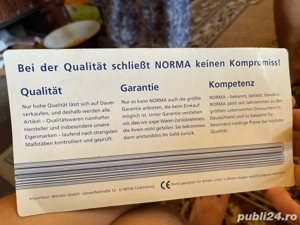 Bei der Qualität schließt NORMA keinen Kompromiss!
Qualität
Nur hohe Qualität lässt sich auf Dauer
verkaufen, und deshalb werden alle
Artikel – Qualitätswaren namhafter
Hersteller und insbesondere unsere
Eigenmarken – laufend nach strengsten
Maßstäben kontrolliert und geprüft.
Garantie
Nur so kann NORMA auch die größte
Garantie anbieten, die beim Einkauf
möglich ist. Unter Garantie verstehen
wir, dass wir sogar Waren zurücknehmen
die Ihnen nicht gefallen. Sie bekommen
dann anstandslos Ihr Geld zurück.
Kompetenz
NORMA – bekannt, beliebt, bewährt.
NORMA zählt seit Jahrzehnten zu den
größten Lebensmittel-Discountern in
Deutschland und ist bekannt für
besonders niedrige Preise bei höchster
Qualität.
Importeur: GmbH
CE
publi24.ro